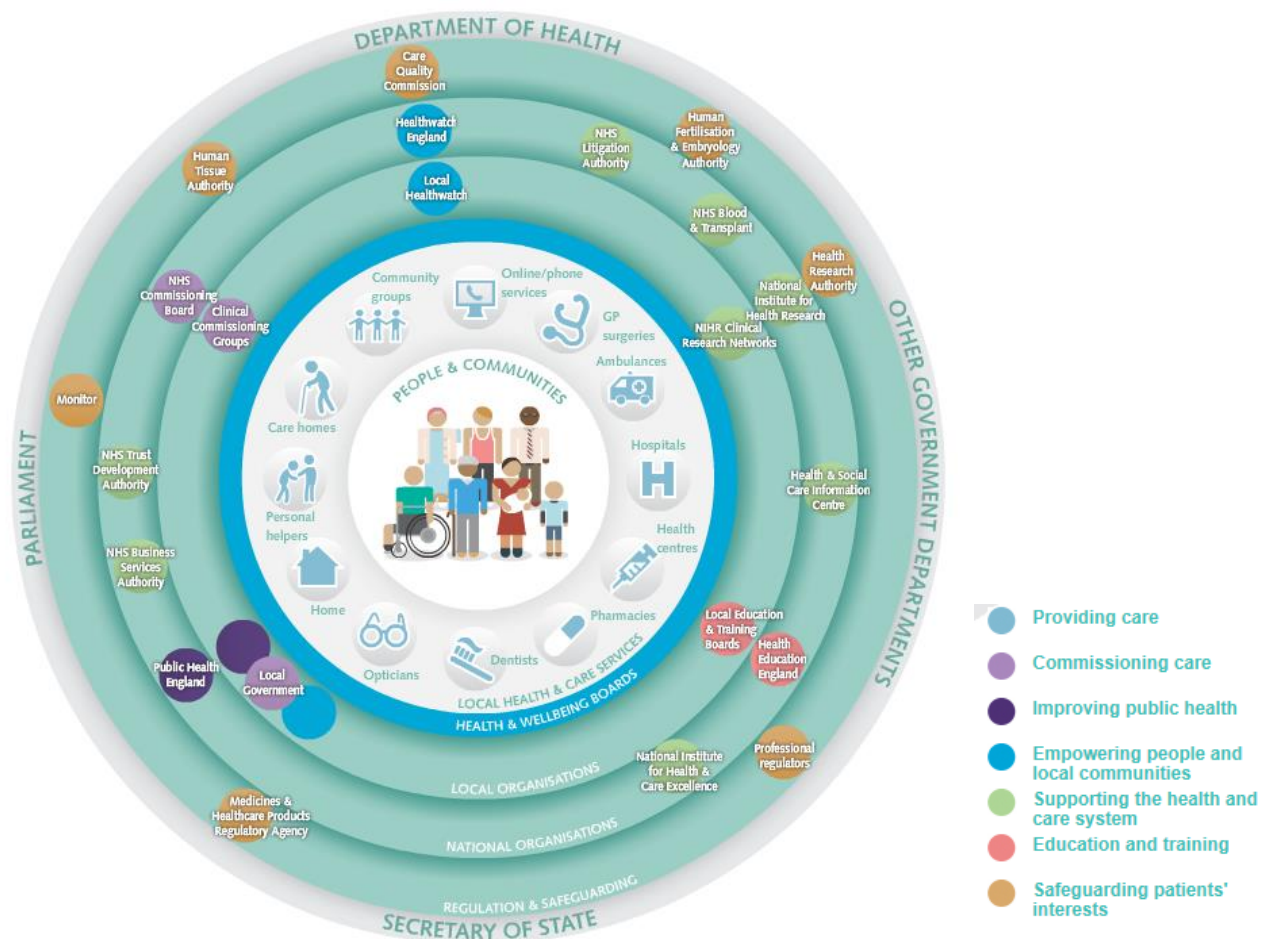 DEPARTMENT OF HEALTH
Care
Quality
Commission
Healthwatch
England
Local
Healthwatch
NHS
Litigation
Authority
Human
Fertilisation
& Embryology
Authority
Human
Tissue
Authority
NHS Blood
& Transplant
Health
Research
Authority
National
Institute for
Health Research
NIHR Clinical
Research Networks
NHS
Commissioning
Board
Clinical
Commissioning
Groups
Community
groups
Online/phone
services
GP
surgeries
Ambulances
PEOPLE & COMMUNITIES
Care homes
Hospitals
Personal
helpers
Health
centres
Home
Pharmacies
Opticians
Dentists
LOCAL HEALTH & CARE SERVICES
HEALTH & WELLBEING BOARDS
Monitor
NHS Trust
Development
Authority
NHS Business
Services
Authority
Public Health
England
Local
Government
Health & Social
Care Information
Centre
Local Education
& Training
Boards
Health
Education
England
Professional
regulators
National Institute
for Health &
Care Excellence
Medicines &
Healthcare Products
Regulatory Agency
LOCAL ORGANISATIONS
NATIONAL ORGANISATIONS
REGULATION & SAFEGUARDING
PARLIAMENT
OTHER GOVERNMENT DEPARTMENTS
SECRETARY OF STATE
Providing care
Commissioning care
Improving public health
Empowering people and
local communities
Supporting the health and
care system
Education and training
Safeguarding patients'
interests